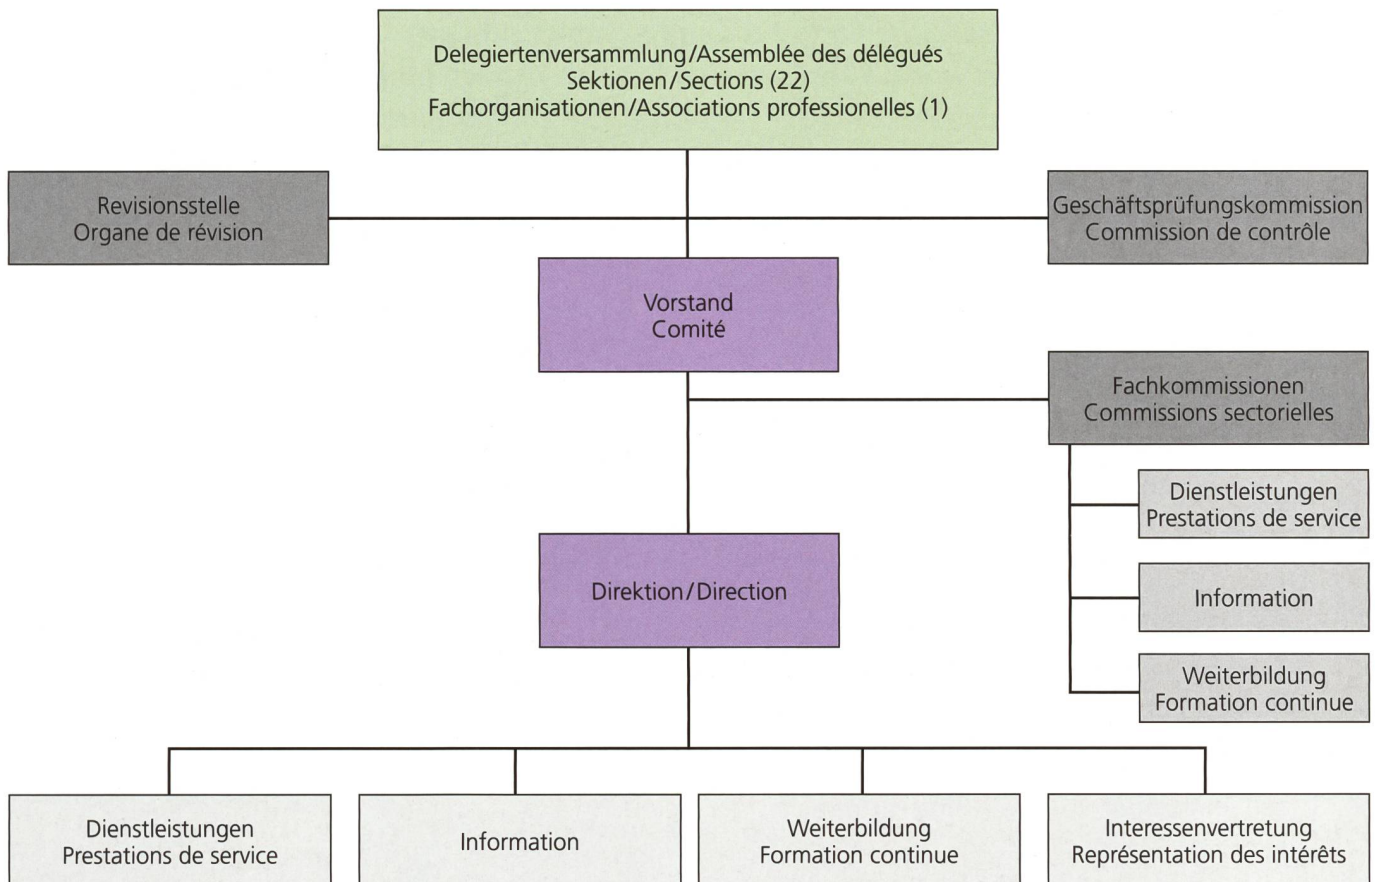 Delegiertenversammlung/Assemblée des délégués
Sektionen/Sections (22)
Fachorganisationen/Associations professionelles (1)
Revisionsstelle
Organe de révision
Geschäftsprüfungskommission
Commission de contrôle
Vorstand
Comité
Fachkommissionen
Commissions sectorielles
Dienstleistungen
Prestations de service
Information
Weiterbildung
Formation continue
Direktion/Direction
Dienstleistungen
Prestations de service
Information
Weiterbildung
Formation continue
Interessenvertretung
Représentation des intérêts